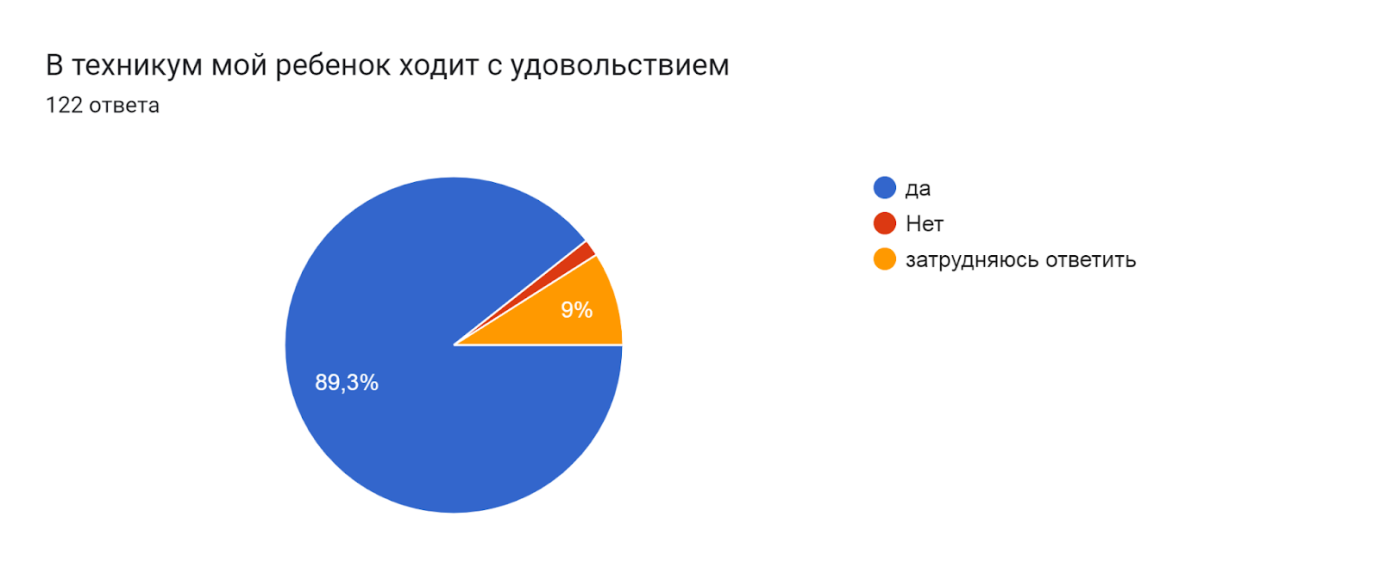 В техникум мой ребенок ходит с удовольствием
122 ответа
да
Нет
затрудняюсь ответить
9%
89,3%